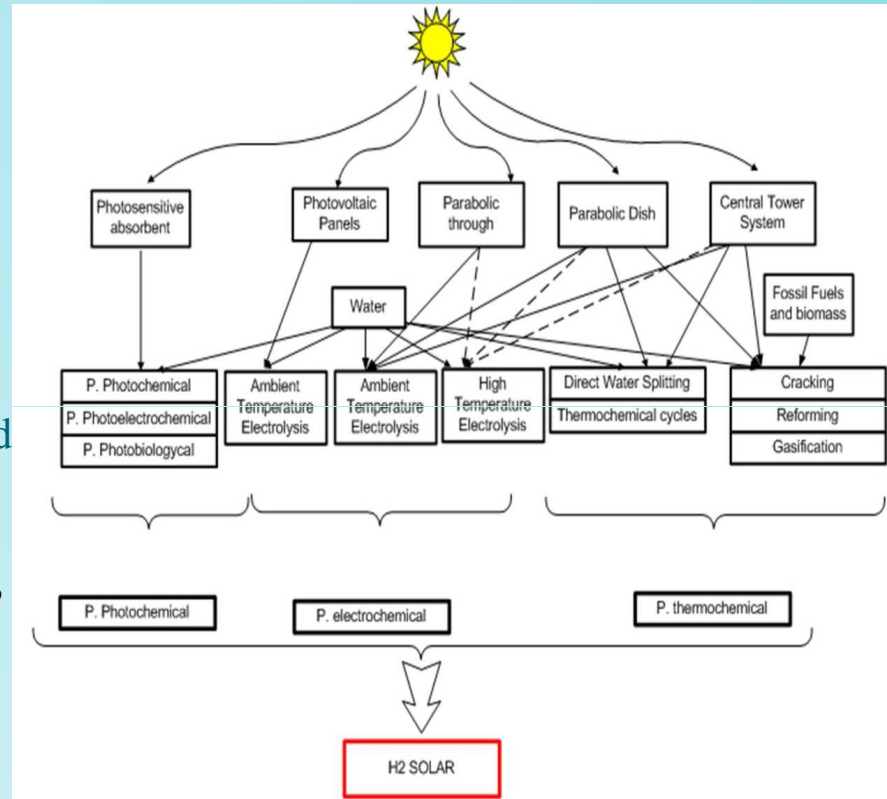 Photosensitive
absorbent
Photovoltaic
Panels
Parabolic
through
Parabolic Dish
Central Tower
System
Water
Fossil Fuels
and biomass
P. Photochemical
P. Photoelectrochemical
P. Photobiologycal
Ambient
Temperature
Electrolysis
Ambient
Temperature
Electrolysis
High
Temperature
Electrolysis
Direct Water Splitting
Thermochemical cycles
Cracking
Reforming
Gasification
d
,
P. Photochemical
P. electrochemical
P. thermochemical
H2 SOLAR